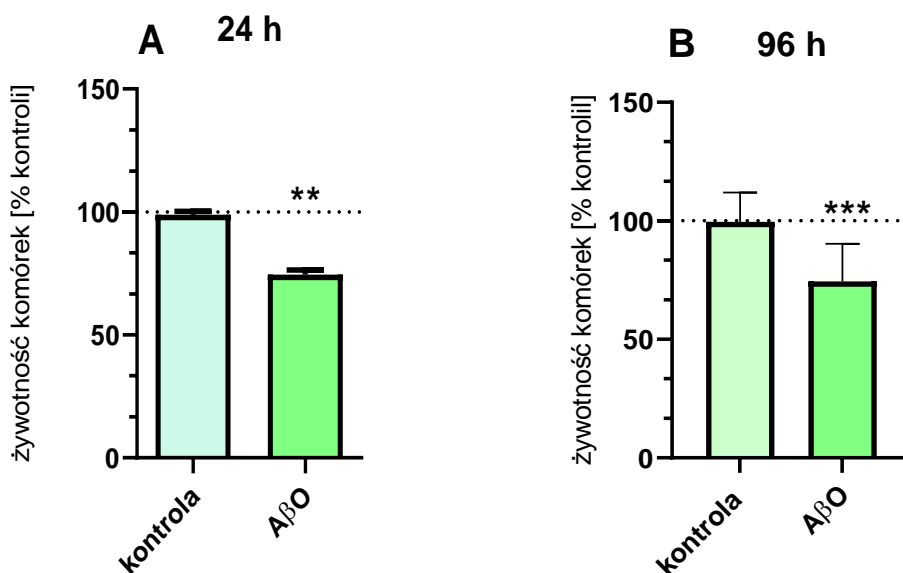 A 24 h
żywotność komórek [% kontroli]
150
100
50
0
**
kontrola
AβO
B 96 h
żywotność komórek [% kontrolil]
150
100
50
0
***
kontrola
AβO